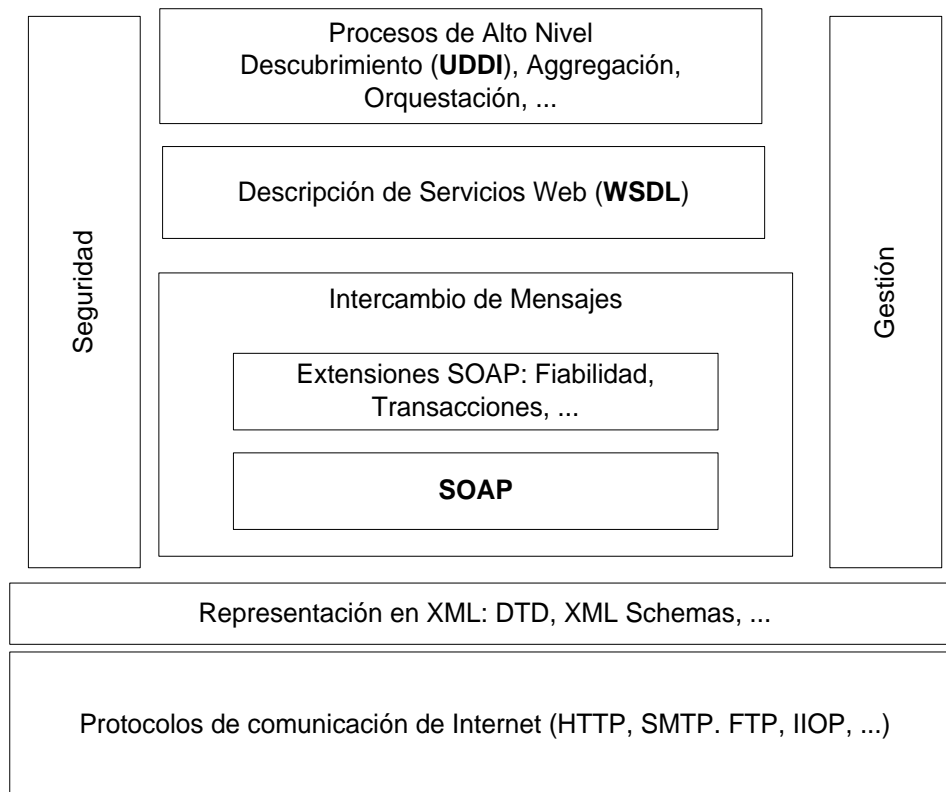 Procesos de Alto Nivel
Descubrimiento (UDDI), Aggregación,
Orquestación, ...
Descripción de Servicios Web (WSDL)
Seguridad
Gestión
Intercambio de Mensajes
Extensiones SOAP: Fiabilidad,
Transacciones, ...
SOAP
Representación en XML: DTD, XML Schemas, ...
Protocolos de comunicación de Internet (HTTP, SMTP. FTP, IIOP, ...)